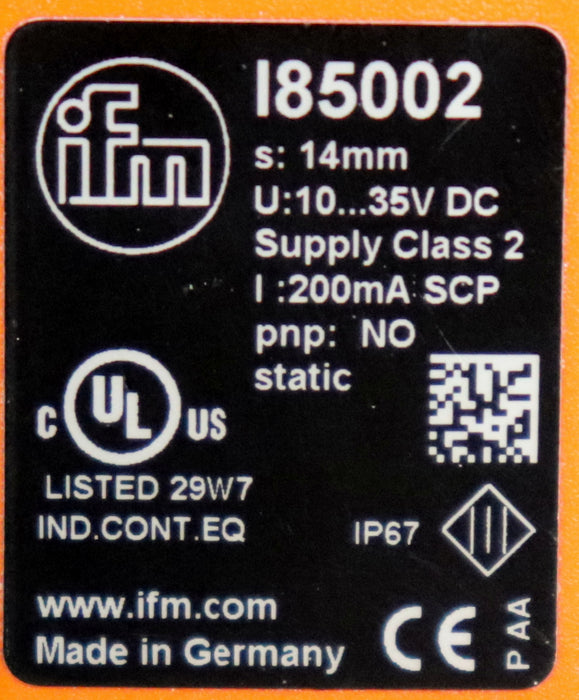 ifm
I85002
s: 14mm
U:10...35V DC
Supply Class 2
I :200mA SCP
pnp: NO
static
C UL US
LISTED 29W7
IND.CONT.EQ
IP67
III
www.ifm.com
Made in Germany
CE
P AA